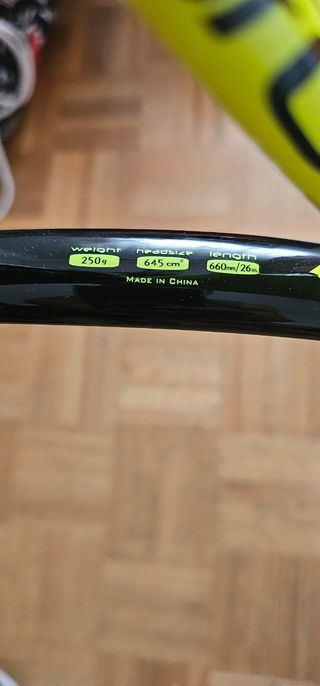 weight headsize length
250g 645 cm² 660mm/26in
MADE IN CHINA